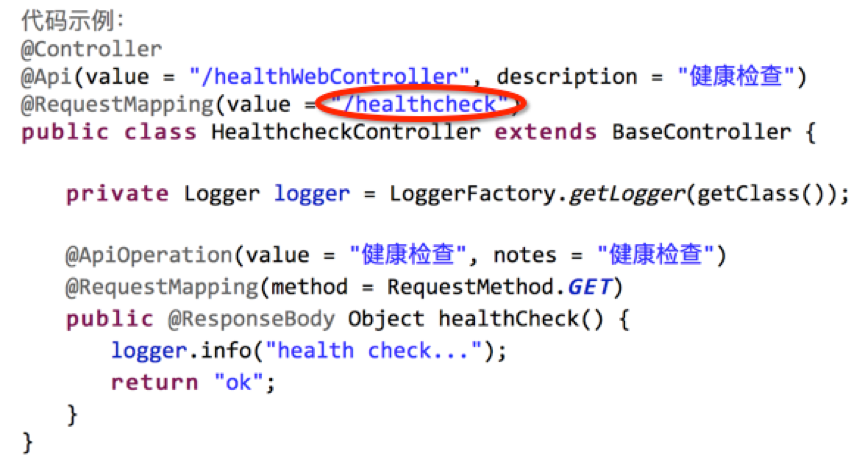 代码示例：
@Controller
@Api(value = "/healthWebController", description = "健康检查")
@RequestMapping(value = "/healthcheck")
public class HealthcheckController extends BaseController {
private Logger logger = LoggerFactory.getLogger(getClass());
@ApiOperation(value = "健康检查", notes = "健康检查")
@RequestMapping(method = RequestMethod.GET)
public @ResponseBody Object healthCheck() {
logger.info("health check...");
return "ok";
}
}